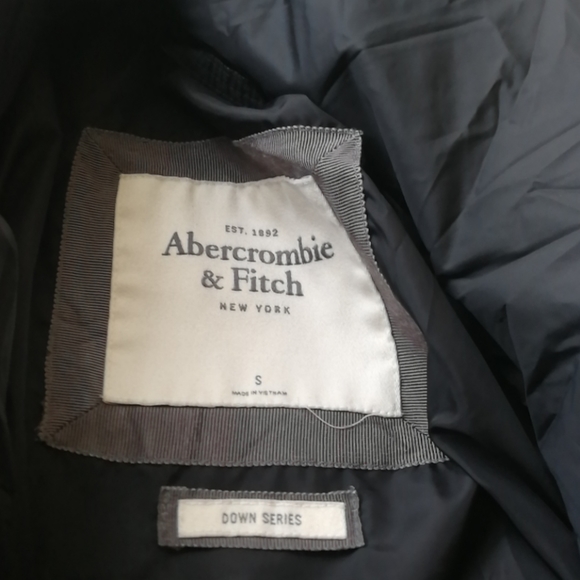 EST. 1892
Abercrombie
& Fitch
NEW YORK
S
MADE IN VIETNAM
DOWN SERIES